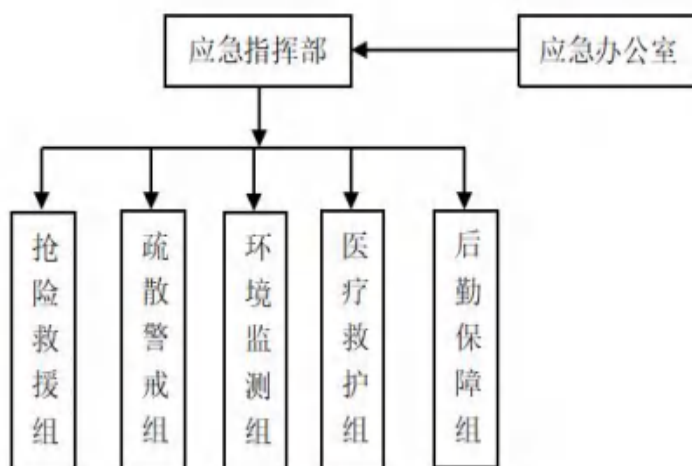 应急指挥部
应急办公室
抢险救援组
疏散警戒组
环境监测组
医疗救护组
后勤保障组